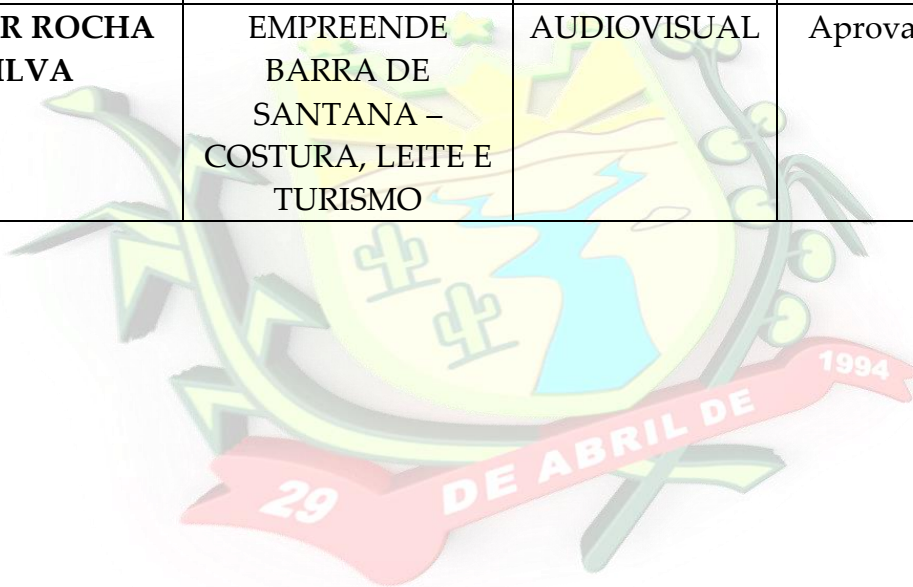 R ROCHA
ILVA
EMPREENDE
BARRA DE
SANTANA –
COSTURA, LEITE E
TURISMO
AUDIOVISUAL
Aprova
1994
29 DE ABRIL DE